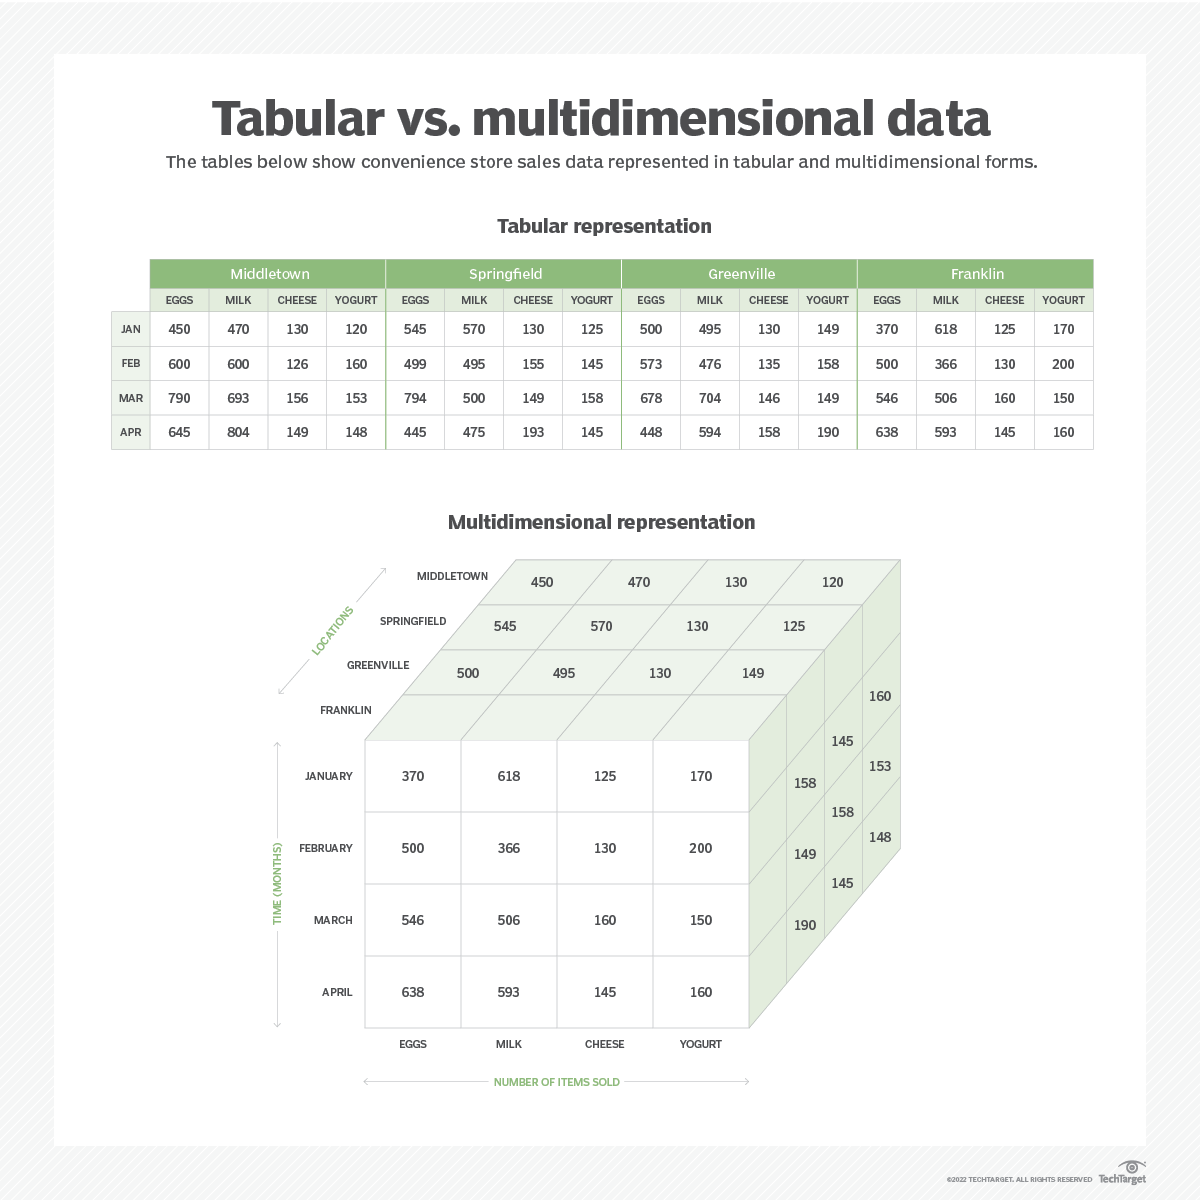 Tabular vs. multidimensional data
The tables below show convenience store sales data represented in tabular and multidimensional forms.
Tabular representation
Middletown Springfield Greenville Franklin
EGGS MILK CHEESE YOGURT EGGS MILK CHEESE YOGURT EGGS MILK CHEESE YOGURT EGGS MILK CHEESE YOGURT
JAN 450 470 130 120 545 570 130 125 500 495 130 149 370 618 125 170
FEB 600 600 126 160 499 495 155 145 573 476 135 158 500 366 130 200
MAR 790 693 156 153 794 500 149 158 678 704 146 149 546 506 160 150
APR 645 804 149 148 445 475 193 145 448 594 158 190 638 593 145 160
Multidimensional representation
LOCATIONS
MIDDLETOWN 450 470 130 120
SPRINGFIELD 545 570 130 125
GREENVILLE 500 495 130 149
FRANKLIN
TIME (MONTHS)
JANUARY 370 618 125 170
FEBRUARY 500 366 130 200
MARCH 546 506 160 150
APRIL 638 593 145 160
158 145 160
149 158 153
190 145 148
EGGS MILK CHEESE YOGURT
NUMBER OF ITEMS SOLD
©2022 TECHTARGET. ALL RIGHTS RESERVED TechTarget